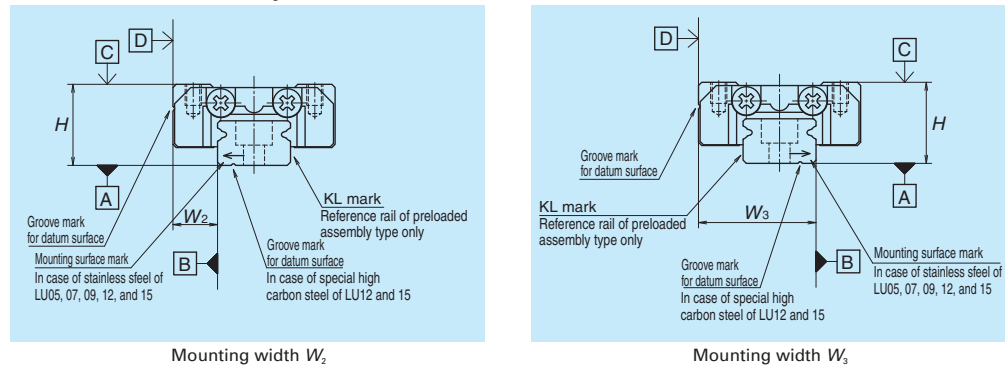 D
C
H
A
W2
B
Groove mark
for datum surface
Mounting surface mark
In case of stainless sfeel of
LU05, 07, 09, 12, and 15
KL mark
Reference rail of preloaded
assembly type only
Groove mark
for datum surface
In case of special high
carbon steel of LU12 and 15
Mounting width W2
D
C
H
A
Groove mark
for datum surface
KL mark
Reference rail of preloaded
assembly type only
W3
B
Groove mark
for datum surface
In case of special high
carbon steel of LU12 and 15
Mounting surface mark
In case of stainless sfeel of
LU05, 07, 09, 12, and 15
Mounting width W3